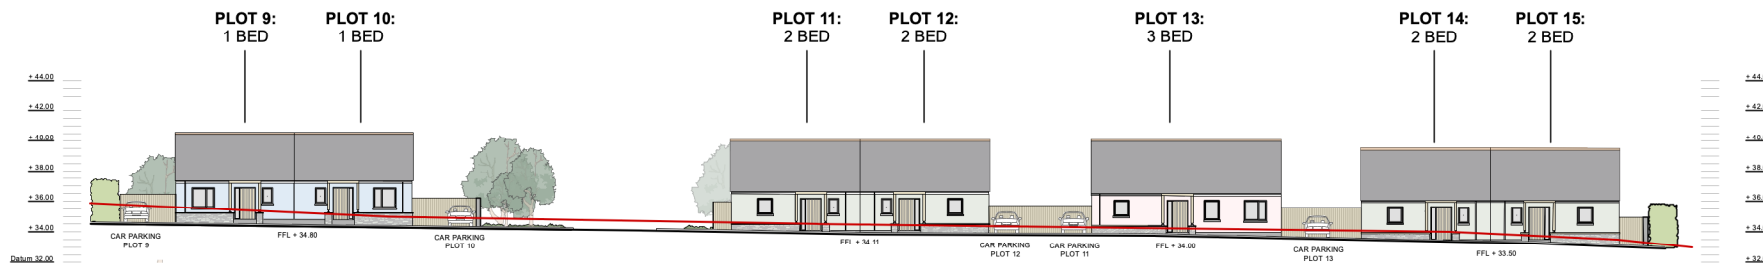 PLOT 9:
1 BED
PLOT 10:
1 BED
PLOT 11:
2 BED
PLOT 12:
2 BED
PLOT 13:
3 BED
PLOT 14:
2 BED
PLOT 15:
2 BED
+ 44.00
+ 42.00
+ 40.00
+ 38.00
+ 36.00
+ 34.00
Datum 32.00
CAR PARKING
PLOT 9
FFL + 34.80
CAR PARKING
PLOT 10
FFL + 34.11
CAR PARKING
PLOT 12
CAR PARKING
PLOT 11
FFL + 34.00
CAR PARKING
PLOT 13
FFL + 33.50